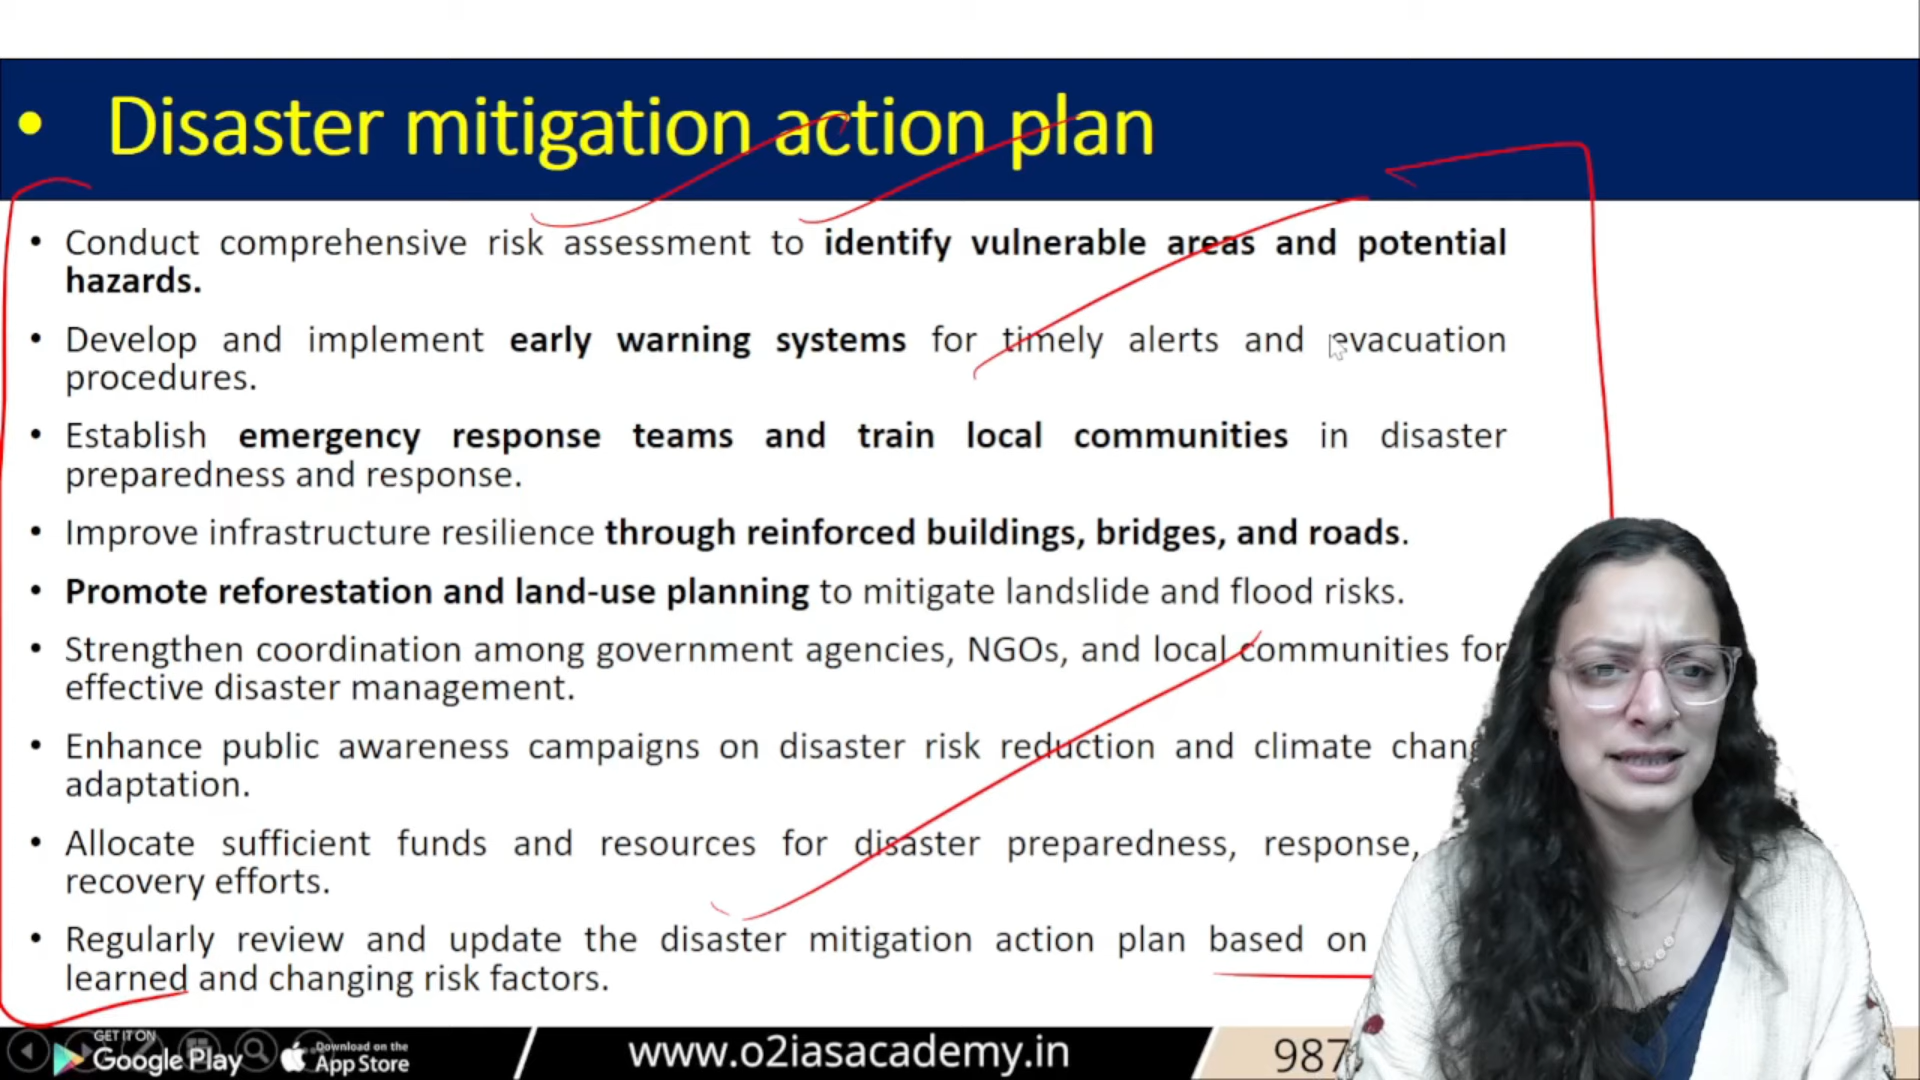 • Disaster mitigation action plan
• Conduct comprehensive risk assessment to identify vulnerable areas and potential
hazards.
• Develop and implement early warning systems for timely alerts and evacuation
procedures.
• Establish emergency response teams and train local communities in disaster
preparedness and response.
• Improve infrastructure resilience through reinforced buildings, bridges, and roads.
• Promote reforestation and land-use planning to mitigate landslide and flood risks.
• Strengthen coordination among government agencies, NGOs, and local communities for
effective disaster management.
• Enhance public awareness campaigns on disaster risk reduction and climate
adaptation.
• Allocate sufficient funds and resources for disaster preparedness, response,
recovery efforts.
• Regularly review and update the disaster mitigation action plan based on
learned and changing risk factors.
GET IT ON
Google Play
Download on the
App Store
www.o2iasacademy.in
987